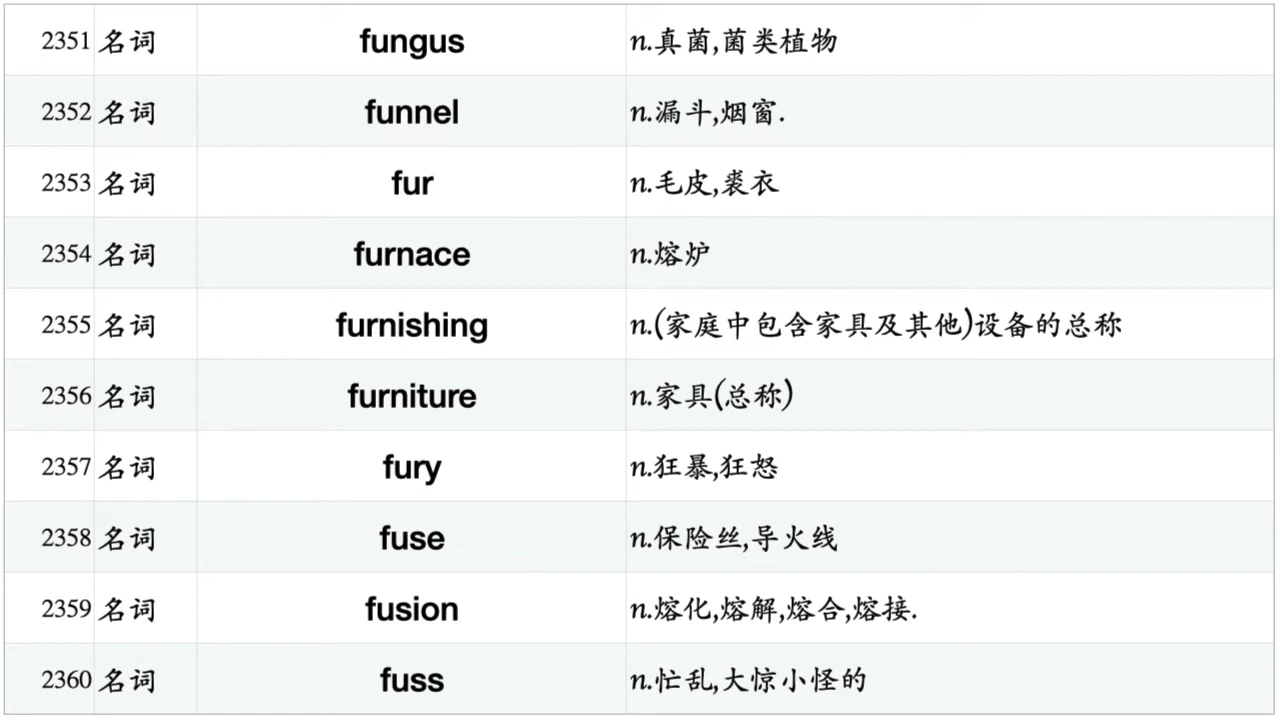 2351 名词 fungus n.真菌,菌类植物
2352 名词 funnel n.漏斗,烟窗.
2353 名词 fur n.毛皮,裘衣
2354 名词 furnace n.熔炉
2355 名词 furnishing n.(家庭中包含家具及其他)设备的总称
2356 名词 furniture n.家具(总称)
2357 名词 fury n.狂暴,狂怒
2358 名词 fuse n.保险丝,导火线
2359 名词 fusion n.熔化,熔解,熔合,熔接.
2360 名词 fuss n.忙乱,大惊小怪的